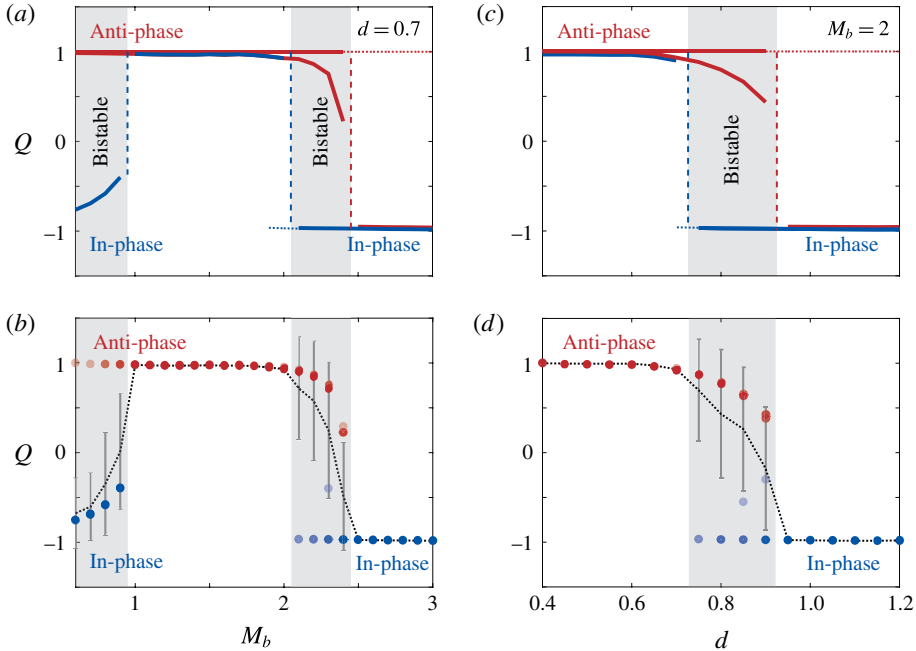 (a)
Anti-phase
d = 0.7
1
0
−1
Q
Bistable
Bistable
In-phase
In-phase
(c)
Anti-phase
M_b = 2
1
0
−1
Q
Bistable
In-phase
(b)
Anti-phase
1
0
−1
Q
In-phase
In-phase
1
2
3
M_b
(d)
Anti-phase
1
0
−1
Q
In-phase
0.4
0.6
0.8
1.0
1.2
d